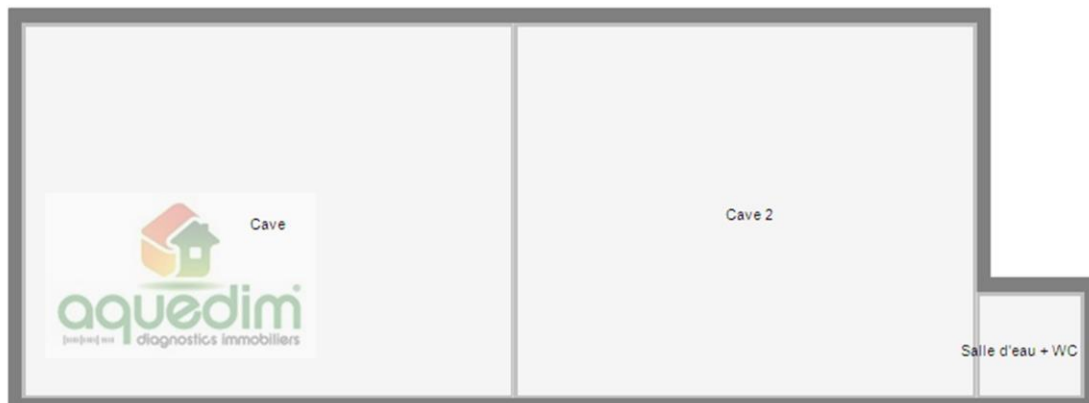 Cave
Cave 2
aquedim
diagnostics immobiliers
Salle d'eau + WC